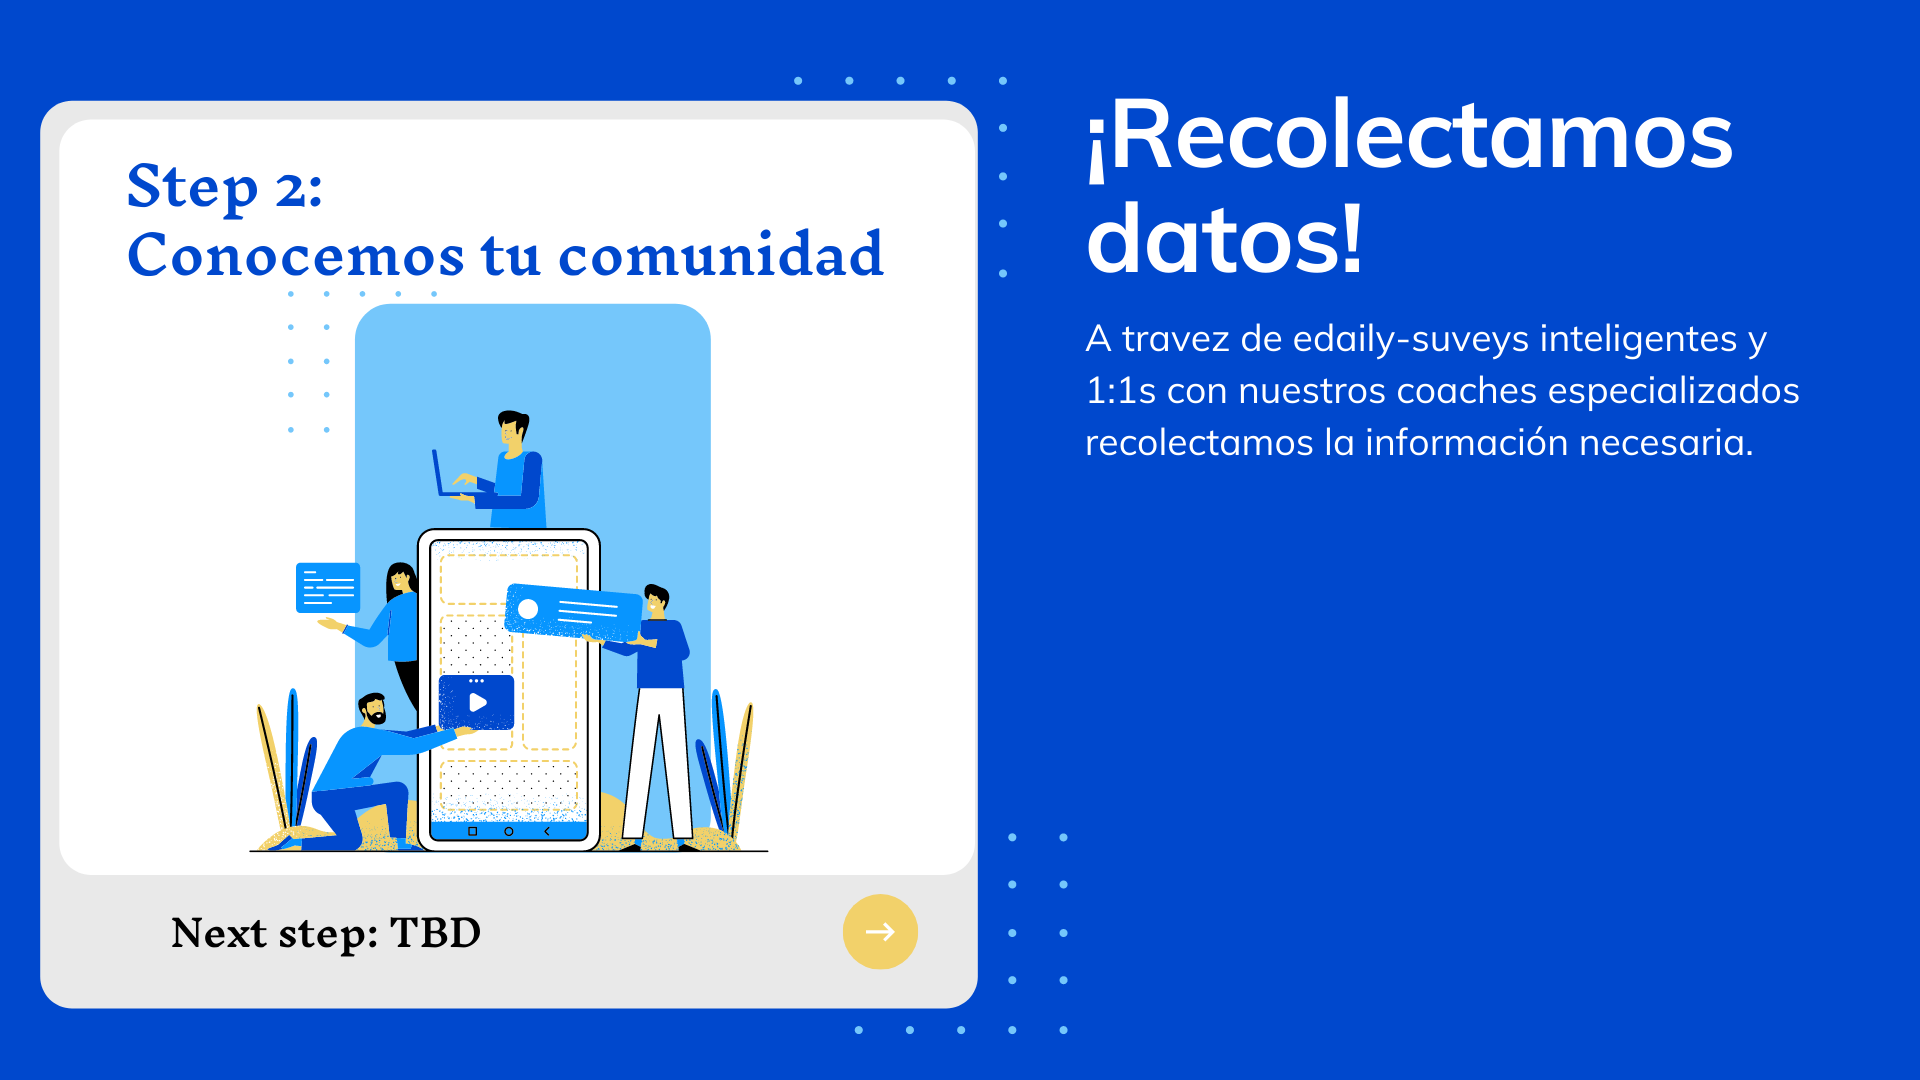 Step 2:
Conocemos tu comunidad
Next step: TBD
¡Recolectamos
datos!
A travez de edaily-suveys inteligentes y
1:1s con nuestros coaches especializados
recolectamos la información necesaria.